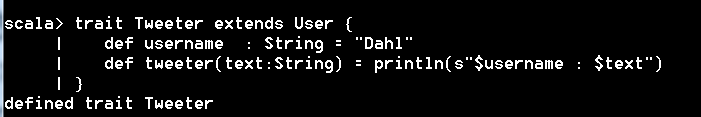 scala> trait Tweeter extends User {
     |    def username  : String = "Dahl"
     |    def tweeter(text:String) = println(s"$username : $text")
     | }
defined trait Tweeter